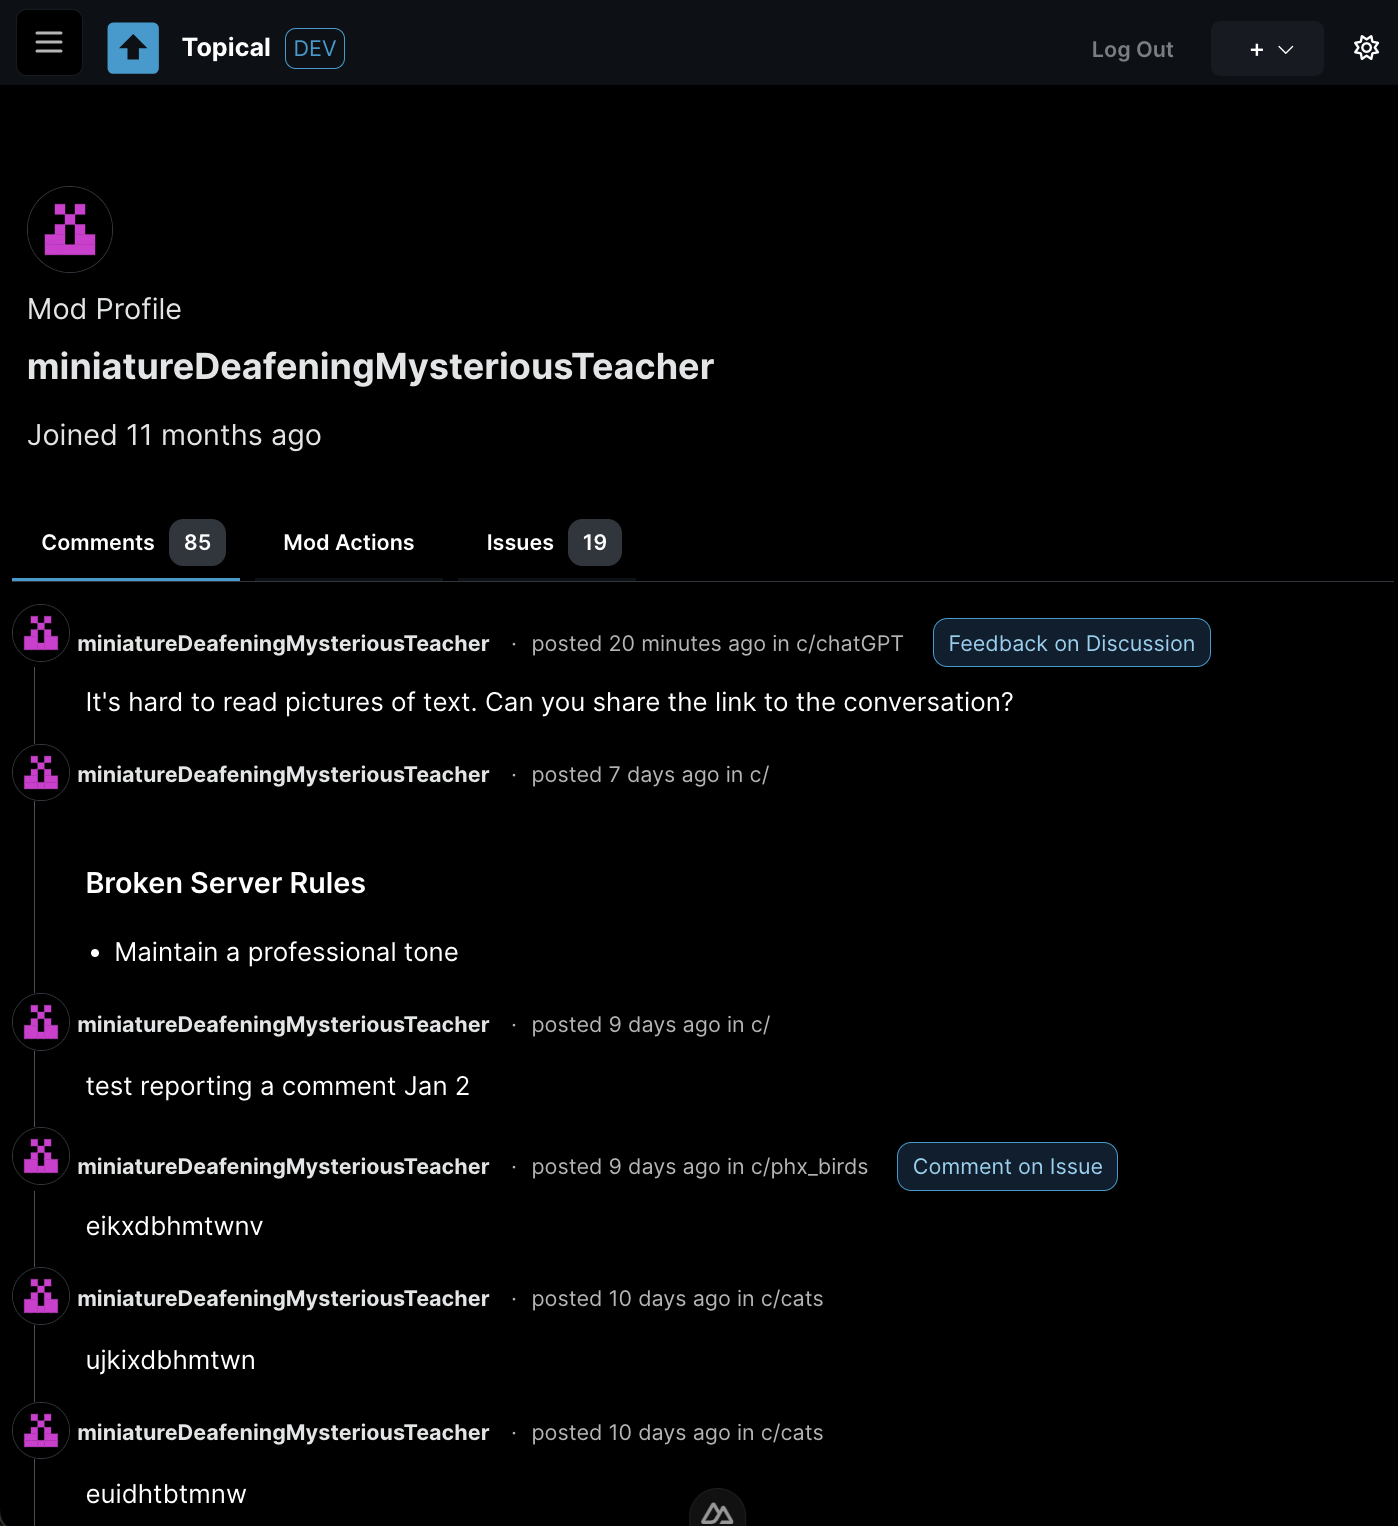 Topical DEV Log Out +
Mod Profile
miniatureDeafeningMysteriousTeacher
Joined 11 months ago
Comments 85 Mod Actions Issues 19
miniatureDeafeningMysteriousTeacher · posted 20 minutes ago in c/chatGPT Feedback on Discussion
It's hard to read pictures of text. Can you share the link to the conversation?
miniatureDeafeningMysteriousTeacher · posted 7 days ago in c/
Broken Server Rules
• Maintain a professional tone
miniatureDeafeningMysteriousTeacher · posted 9 days ago in c/
test reporting a comment Jan 2
miniatureDeafeningMysteriousTeacher · posted 9 days ago in c/phx_birds Comment on Issue
eikxdbhmtwnv
miniatureDeafeningMysteriousTeacher · posted 10 days ago in c/cats
ujkixdbhmtwn
miniatureDeafeningMysteriousTeacher · posted 10 days ago in c/cats
euidhtbtmnw